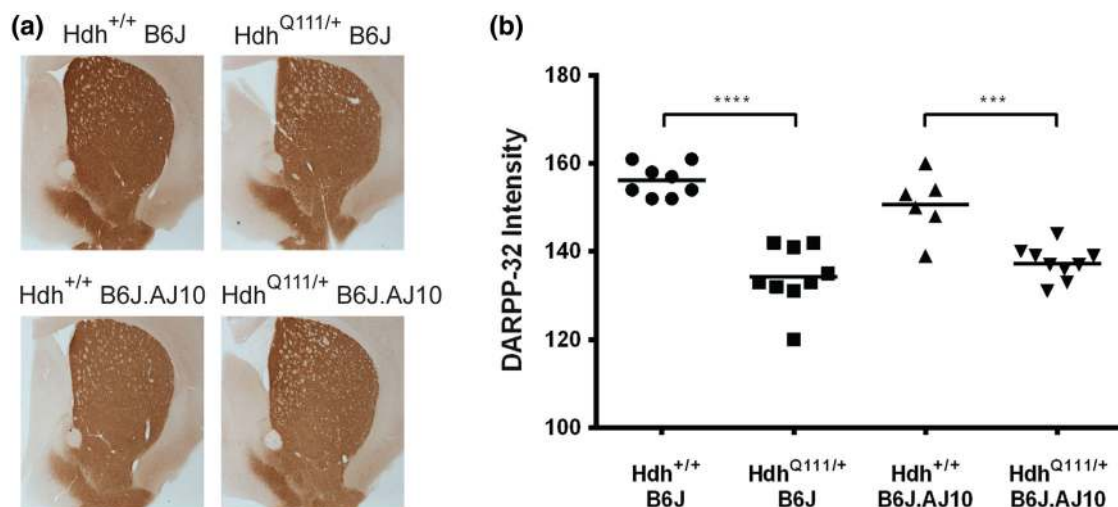 (a)
Hdh+/+ B6J
HdhQ111/+ B6J
Hdh+/+ B6J.AJ10
HdhQ111/+ B6J.AJ10
(b)
DARPP-32 Intensity
180
160
140
120
100
****
***
Hdh+/+
B6J
HdhQ111/+
B6J
Hdh+/+
B6J.AJ10
HdhQ111/+
B6J.AJ10